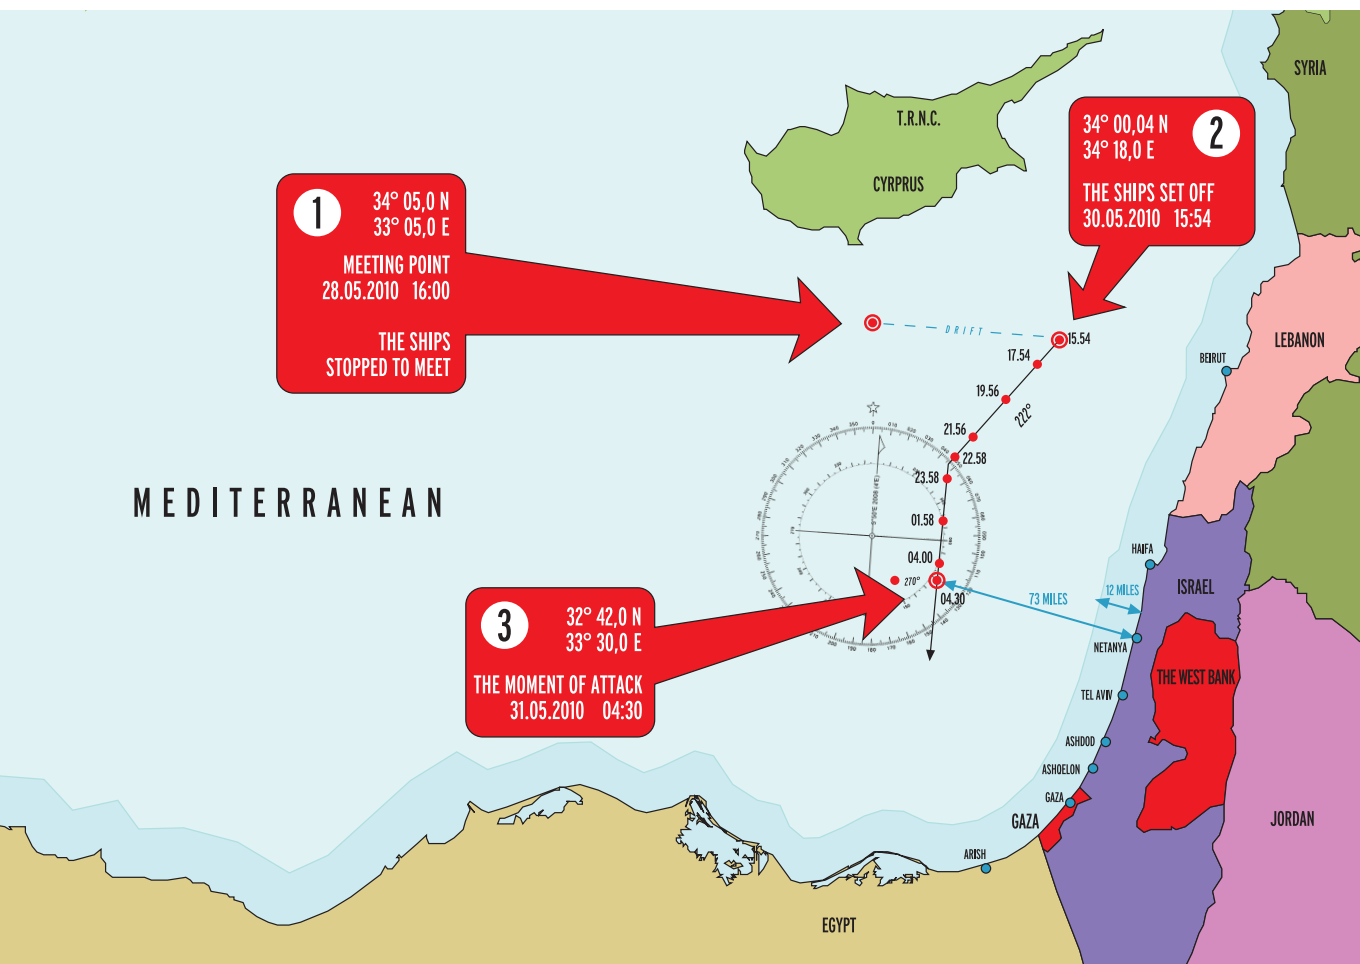 SYRIA
T.R.N.C.
CYRPRUS
34° 00,04 N
34° 18,0 E
2
THE SHIPS SET OFF
30.05.2010 15:54
1
34° 05,0 N
33° 05,0 E
MEETING POINT
28.05.2010 16:00
THE SHIPS
STOPPED TO MEET
DRIFT
15.54
17.54
19.56
222°
21.56
22.58
23.58
01.58
04.00
270°
04.30
LEBANON
BEIRUT
MEDITERRANEAN
HAIFA
ISRAEL
12 MILES
73 MILES
NETANYA
THE WEST BANK
TEL AVIV
3
32° 42,0 N
33° 30,0 E
THE MOMENT OF ATTACK
31.05.2010 04:30
ASHDOD
ASHQELON
GAZA
GAZA
JORDAN
ARISH
EGYPT